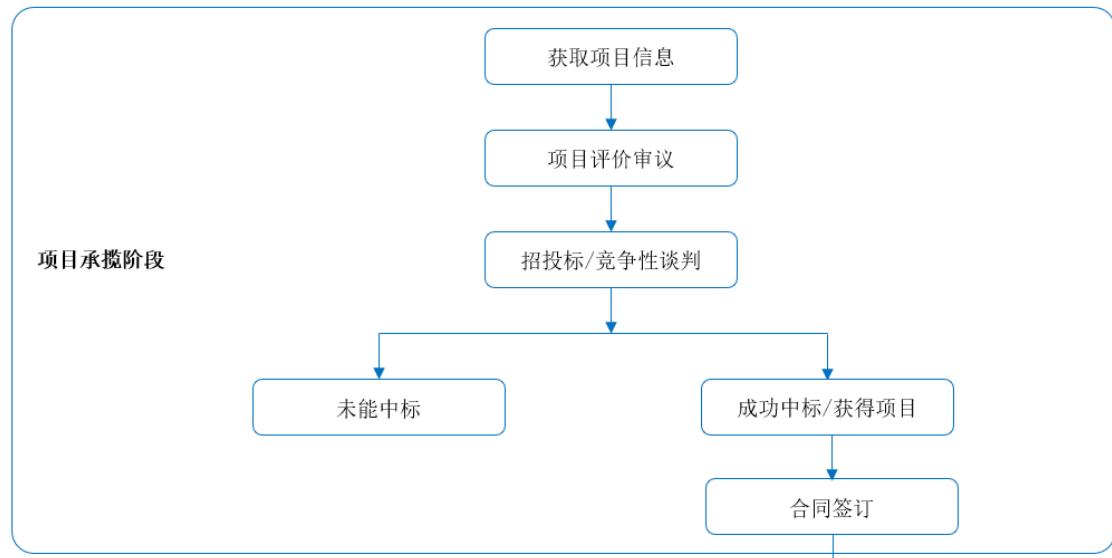 获取项目信息
项目评价审议
项目承揽阶段
招投标/竞争性谈判
未能中标
成功中标/获得项目
合同签订